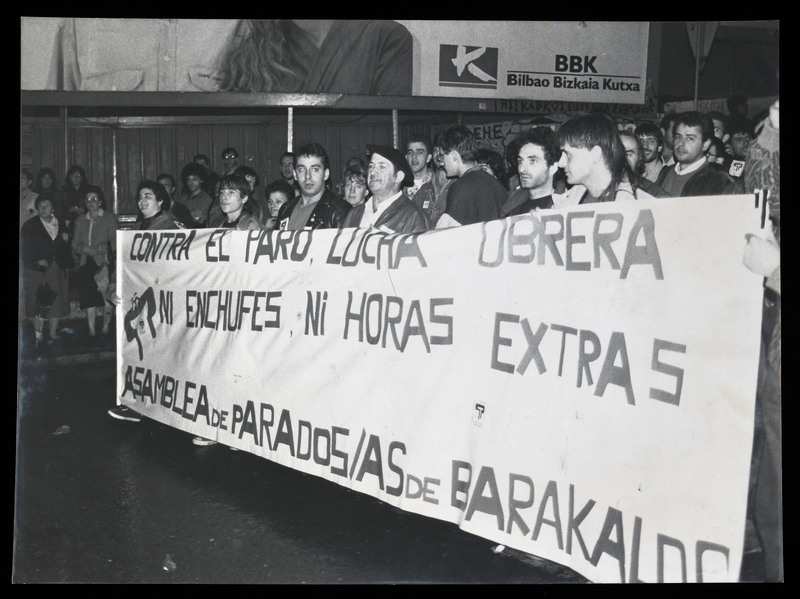 BBK
Bilbao Bizkaia Kutxa
CONTRA EL PARO, LUCHA OBRERA
NI ENCHUFES, NI HORAS EXTRAS
ASAMBLEA DE PARADOS/AS DE BARAKALDO